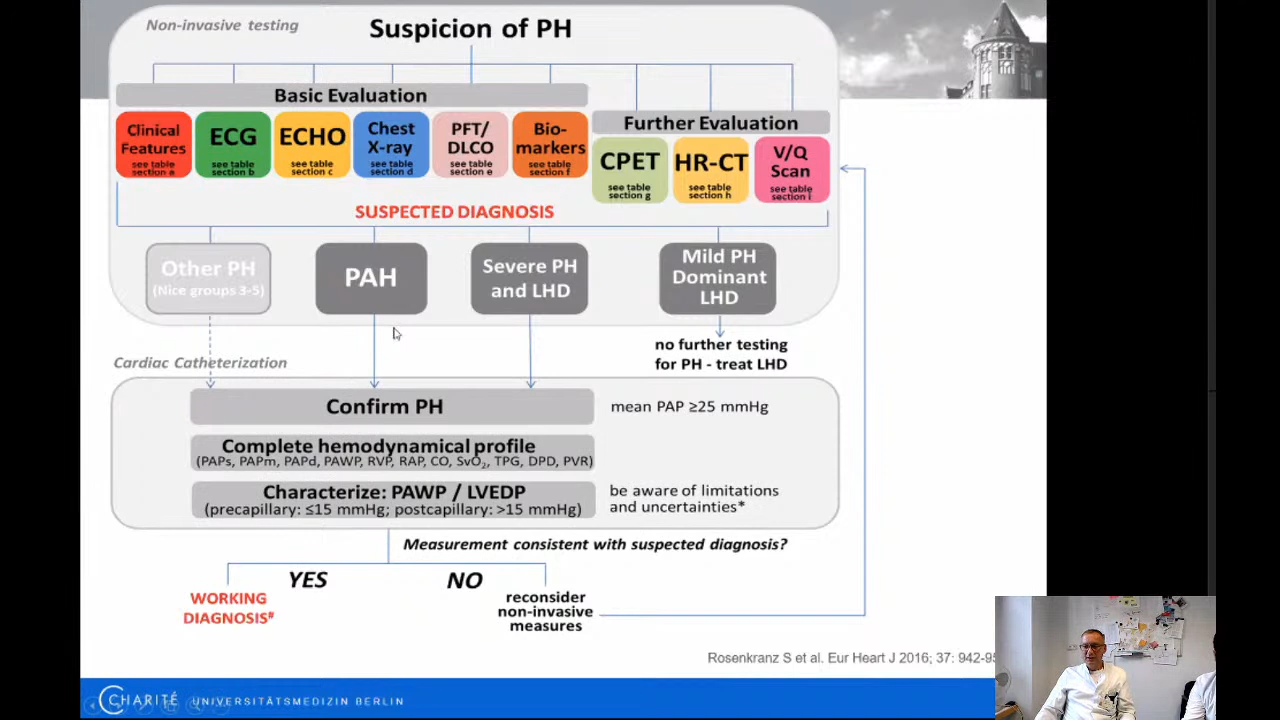 Non-invasive testing
Suspicion of PH
Basic Evaluation
Further Evaluation
Clinical
Features
see table
section a
ECG
see table
section b
ECHO
see table
section c
Chest
X-ray
see table
section d
PFT/
DLCO
see table
section e
Bio-
markers
see table
section f
CPET
see table
section g
HR-CT
see table
section h
V/Q
Scan
see table
section i
SUSPECTED DIAGNOSIS
Other PH
(Nice groups 3-5)
PAH
Severe PH
and LHD
Mild PH
Dominant
LHD
no further testing
for PH - treat LHD
Cardiac Catheterization
Confirm PH
mean PAP ≥25 mmHg
Complete hemodynamical profile
(PAPs, PAPm, PAPd, PAWP, RVP, RAP, CO, SvO₂, TPG, DPD, PVR)
Characterize: PAWP / LVEDP
(precapillary: ≤15 mmHg; postcapillary: >15 mmHg)
be aware of limitations
and uncertainties*
Measurement consistent with suspected diagnosis?
YES
NO
WORKING
DIAGNOSIS#
reconsider
non-invasive
measures
Rosenkranz S et al. Eur Heart J 2016; 37: 942-95
CHARITÉ UNIVERSITÄTSMEDIZIN BERLIN